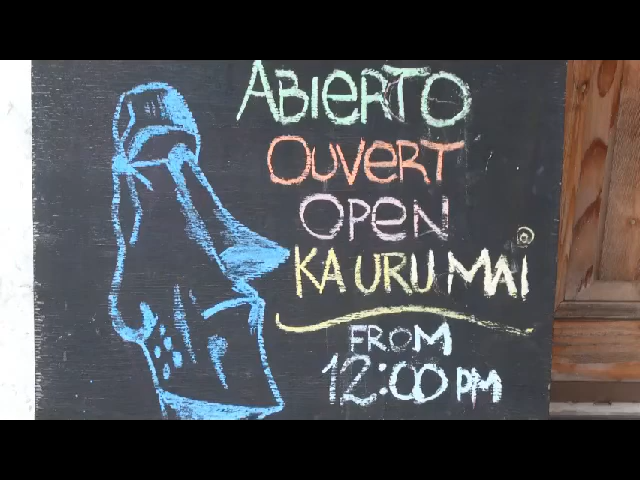 ABIERTO
OUVERT
OPEN
KA URU MAI
FROM
12:00 PM